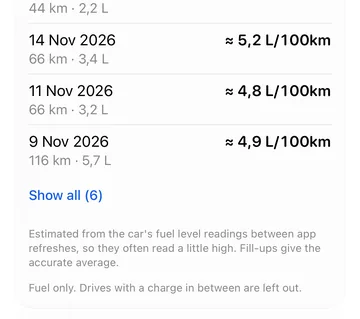 44 km · 2,2 L
14 Nov 2026
≈ 5,2 L/100km
66 km · 3,4 L
11 Nov 2026
≈ 4,8 L/100km
66 km · 3,2 L
9 Nov 2026
≈ 4,9 L/100km
116 km · 5,7 L
Show all (6)
Estimated from the car's fuel level readings between app
refreshes, so they often read a little high. Fill-ups give the
accurate average.
Fuel only. Drives with a charge in between are left out.